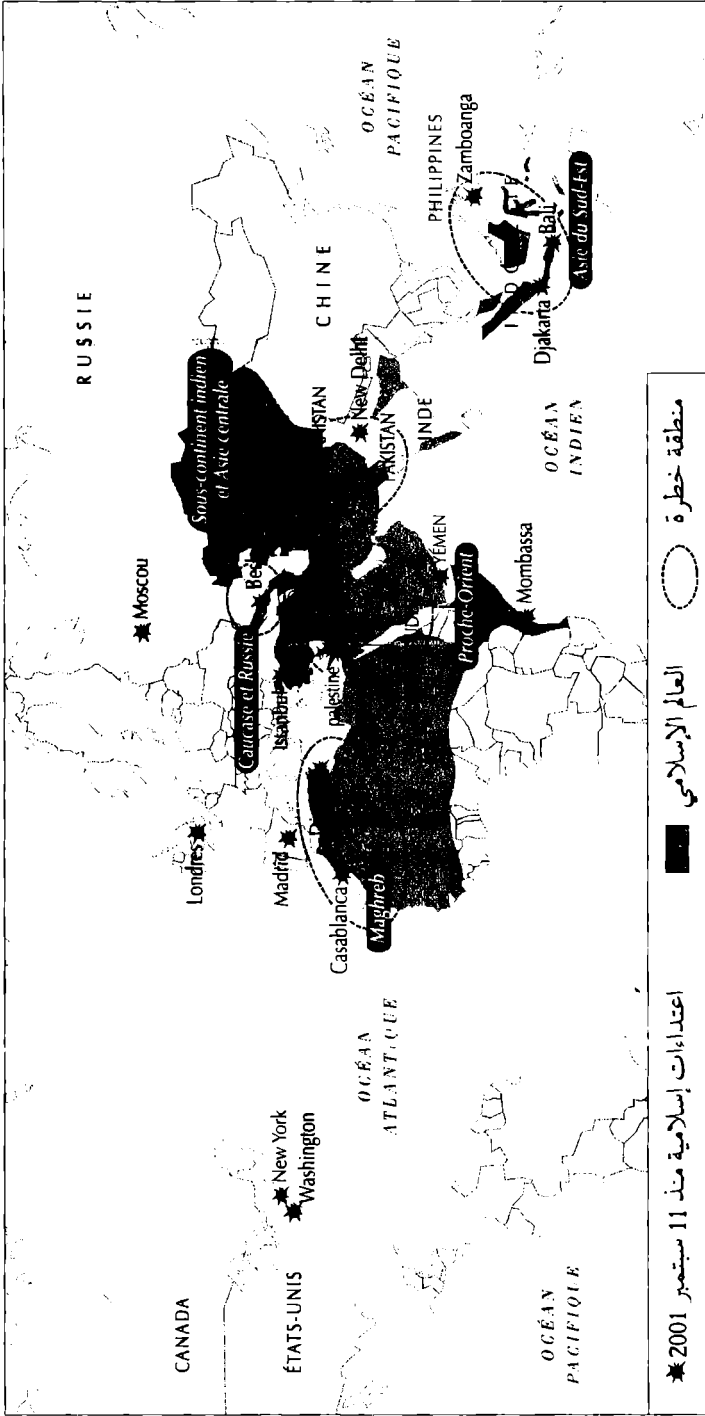 CANADA
ÉTATS-UNIS
New York
Washington
OCÉAN
PACIFIQUE
OCÉAN
ATLANTIQUE
Londres
Madrid
Casablanca
Maghreb
Moscou
RUSSIE
Caucase et Russie
Istanbul
palestine
Proche-Orient
YÉMEN
Mombassa
Sous-continent indien
et Asie centrale
PAKISTAN
New Delhi
INDE
CHINE
OCÉAN
INDIEN
OCÉAN
PACIFIQUE
PHILIPPINES
Zamboanga
Djakarta
Bali
Asie du Sud-Est
اعتداءات إسلامية منذ 11 سبتمبر 2001
العالم الإسلامي
منطقة خطرة